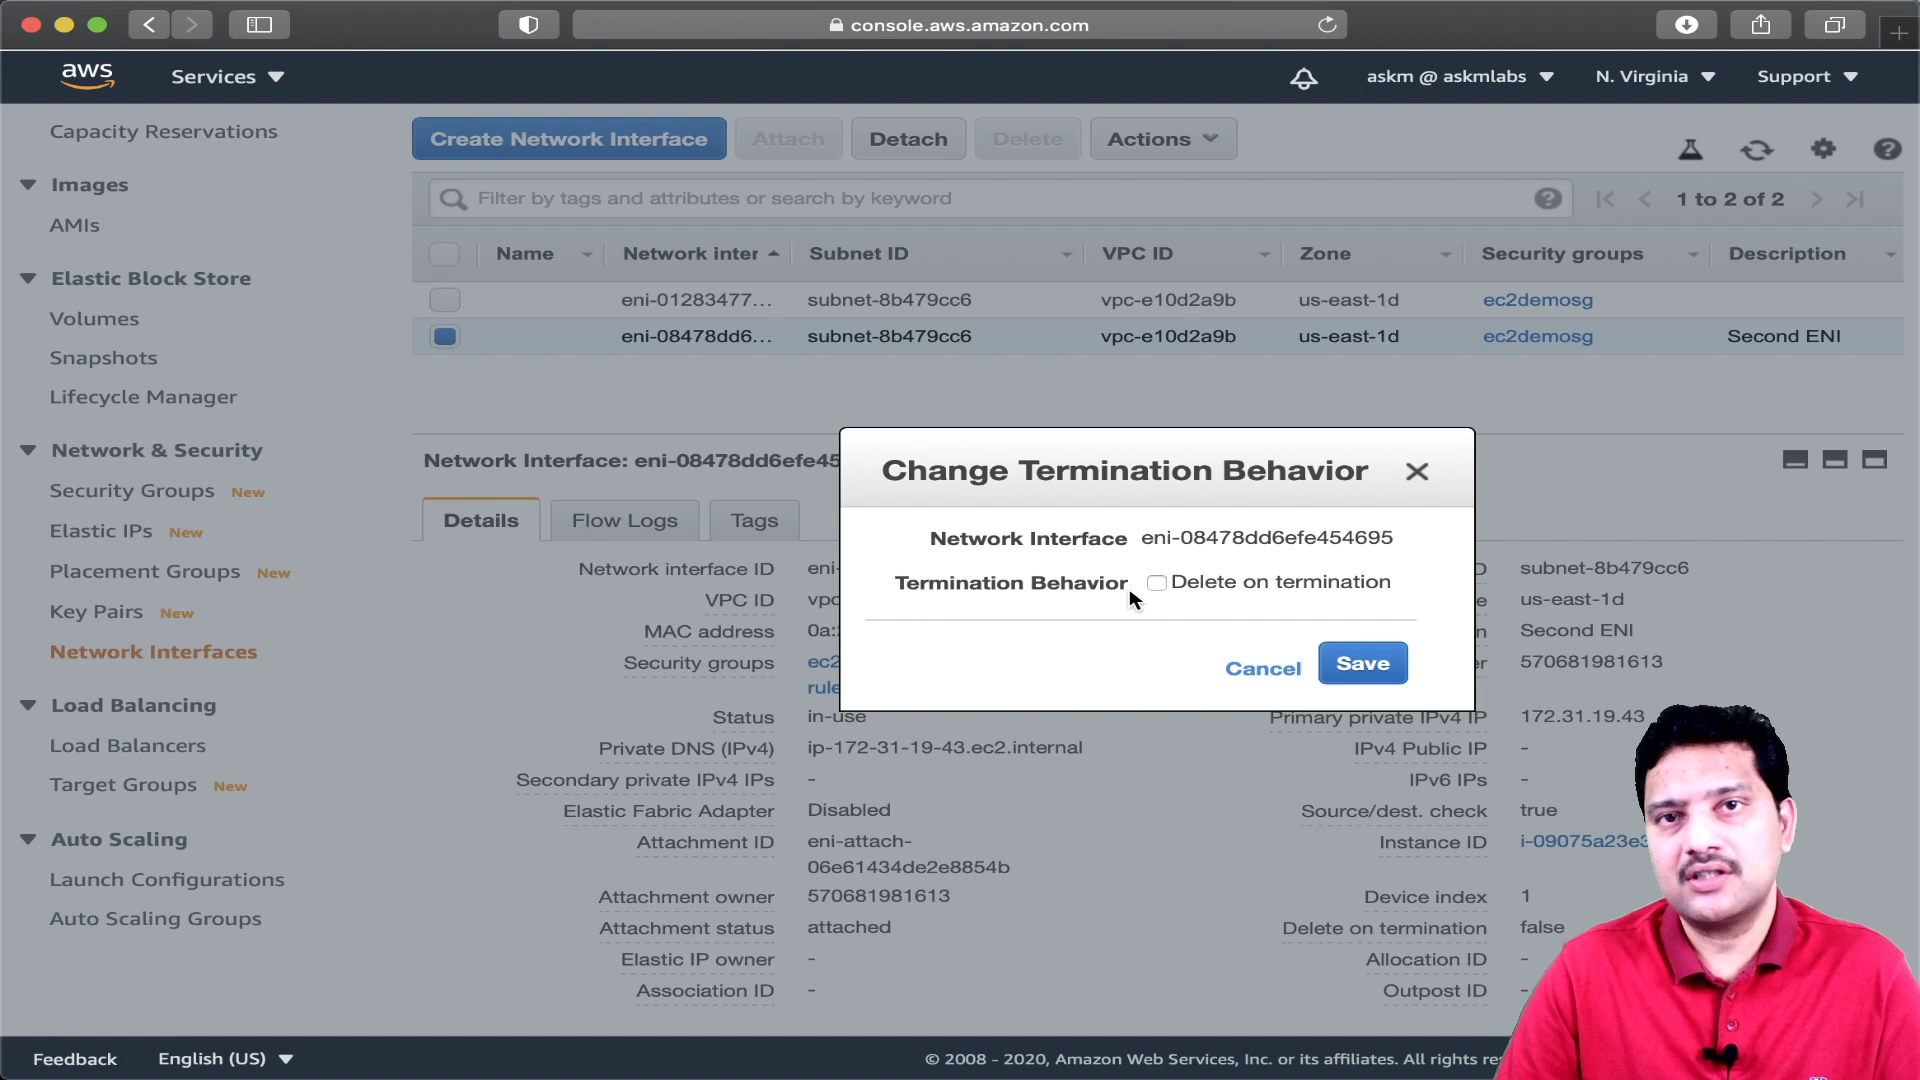 console.aws.amazon.com
aws
Services
askm @ askmlabs
N. Virginia
Support
Capacity Reservations
Images
AMIs
Elastic Block Store
Volumes
Snapshots
Lifecycle Manager
Network & Security
Security Groups New
Elastic IPs New
Placement Groups New
Key Pairs New
Network Interfaces
Load Balancing
Load Balancers
Target Groups New
Auto Scaling
Launch Configurations
Auto Scaling Groups
Create Network Interface Attach Detach Delete Actions
Filter by tags and attributes or search by keyword
1 to 2 of 2
Name Network inter Subnet ID VPC ID Zone Security groups Description
eni-01283477... subnet-8b479cc6 vpc-e10d2a9b us-east-1d ec2demosg
eni-08478dd6... subnet-8b479cc6 vpc-e10d2a9b us-east-1d ec2demosg Second ENI
Network Interface: eni-08478dd6efe45
Details Flow Logs Tags
Change Termination Behavior
Network Interface eni-08478dd6efe454695
Termination Behavior Delete on termination
Cancel Save
Network interface ID eni- D subnet-8b479cc6
VPC ID vpc e us-east-1d
MAC address 0a: n Second ENI
Security groups ec2 er 570681981613
rule
Status in-use Primary private IPv4 IP 172.31.19.43
Private DNS (IPv4) ip-172-31-19-43.ec2.internal IPv4 Public IP -
Secondary private IPv4 IPs - IPv6 IPs -
Elastic Fabric Adapter Disabled Source/dest. check true
Attachment ID eni-attach- Instance ID i-09075a23e3
06e61434de2e8854b
Attachment owner 570681981613 Device index 1
Attachment status attached Delete on termination false
Elastic IP owner - Allocation ID -
Association ID - Outpost ID -
Feedback English (US) © 2008 - 2020, Amazon Web Services, Inc. or its affiliates. All rights re